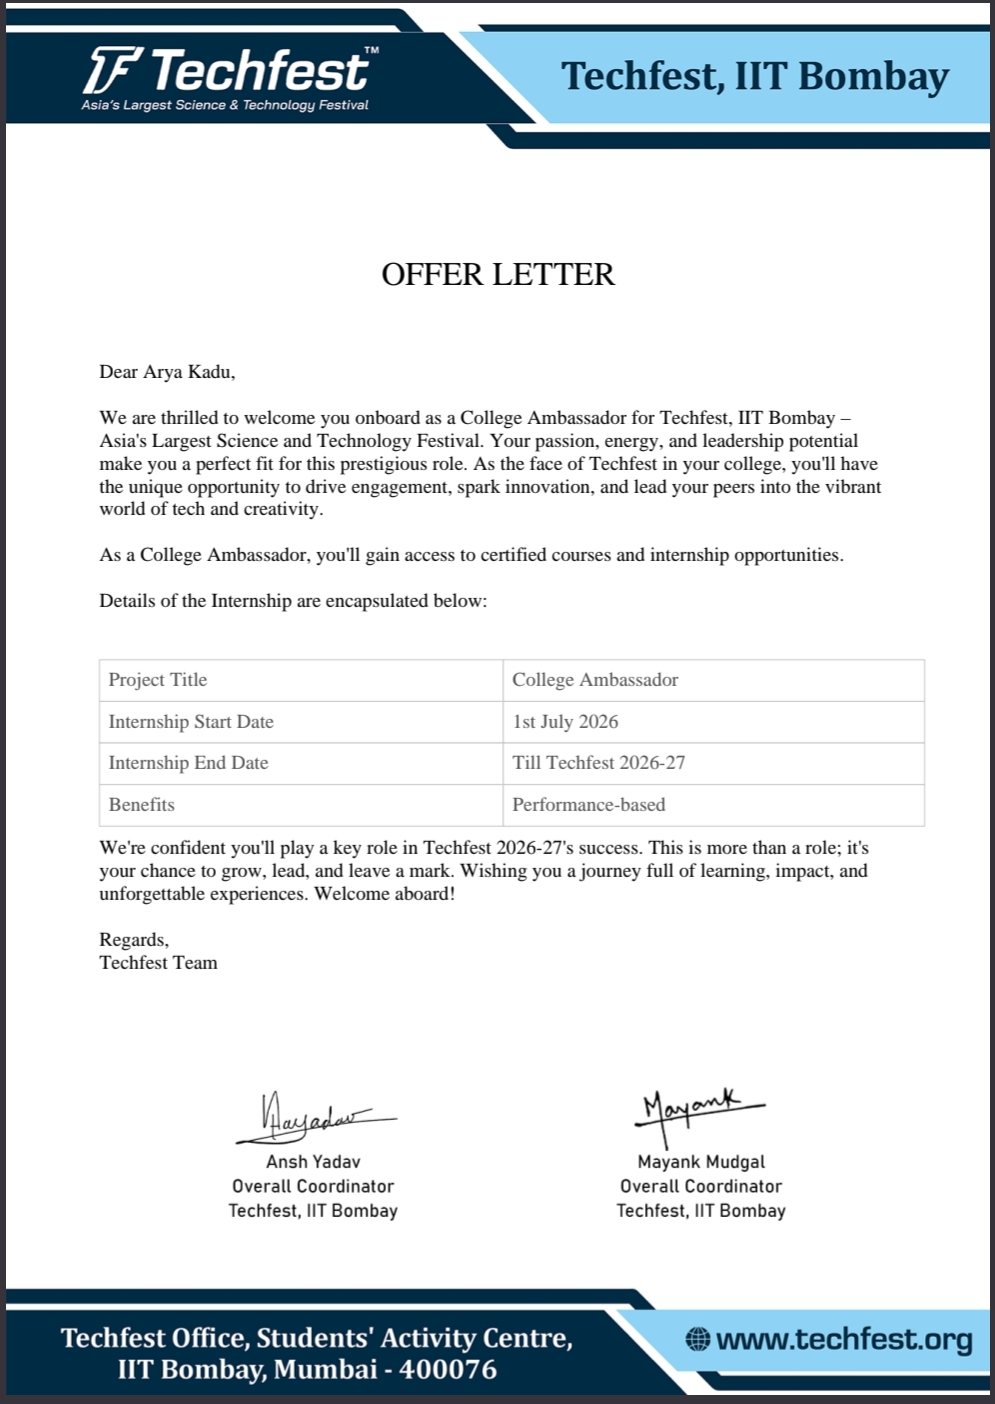 Techfest™
Asia's Largest Science & Technology Festival
Techfest, IIT Bombay
OFFER LETTER
Dear Arya Kadu,
We are thrilled to welcome you onboard as a College Ambassador for Techfest, IIT Bombay –
Asia's Largest Science and Technology Festival. Your passion, energy, and leadership potential
make you a perfect fit for this prestigious role. As the face of Techfest in your college, you'll have
the unique opportunity to drive engagement, spark innovation, and lead your peers into the vibrant
world of tech and creativity.
As a College Ambassador, you'll gain access to certified courses and internship opportunities.
Details of the Internship are encapsulated below:
Project Title College Ambassador
Internship Start Date 1st July 2026
Internship End Date Till Techfest 2026-27
Benefits Performance-based
We're confident you'll play a key role in Techfest 2026-27's success. This is more than a role; it's
your chance to grow, lead, and leave a mark. Wishing you a journey full of learning, impact, and
unforgettable experiences. Welcome aboard!
Regards,
Techfest Team
Mayank
Ansh Yadav Mayank Mudgal
Overall Coordinator Overall Coordinator
Techfest, IIT Bombay Techfest, IIT Bombay
Techfest Office, Students' Activity Centre,
IIT Bombay, Mumbai - 400076
www.techfest.org